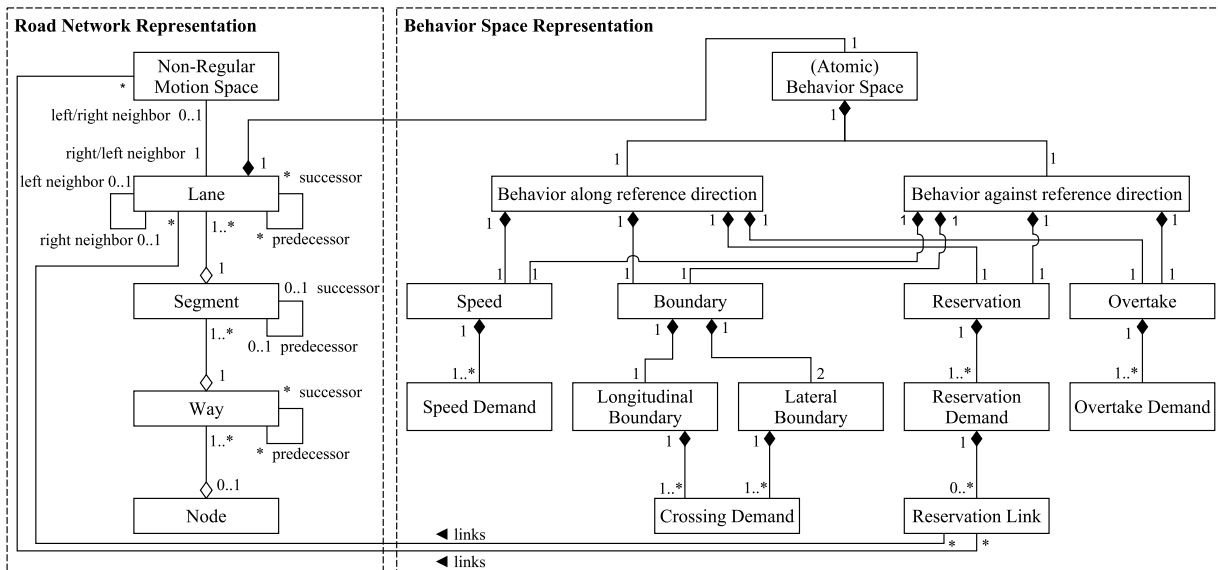 Road Network Representation
Behavior Space Representation
Non-Regular
Motion Space
*
left/right neighbor 0..1
right/left neighbor 1
1
left neighbor 0..1
Lane
* successor
right neighbor 0..1
*
1..*
* predecessor
1
0..1 successor
Segment
1..*
0..1 predecessor
1
* successor
Way
1..*
* predecessor
0..1
Node
1
(Atomic)
Behavior Space
1
1
1
Behavior along reference direction
Behavior against reference direction
1 1 1 1 1 1 1 1
1 1 1 1 1 1 1 1
Speed
Boundary
Reservation
Overtake
1 1 1 1 1
1..* 1 2 1..* 1..*
Speed Demand
Longitudinal
Boundary
Lateral
Boundary
Reservation
Demand
Overtake Demand
1 1 1
1..* 1..* 0..*
Crossing Demand
Reservation Link
◄ links
* *
◄ links